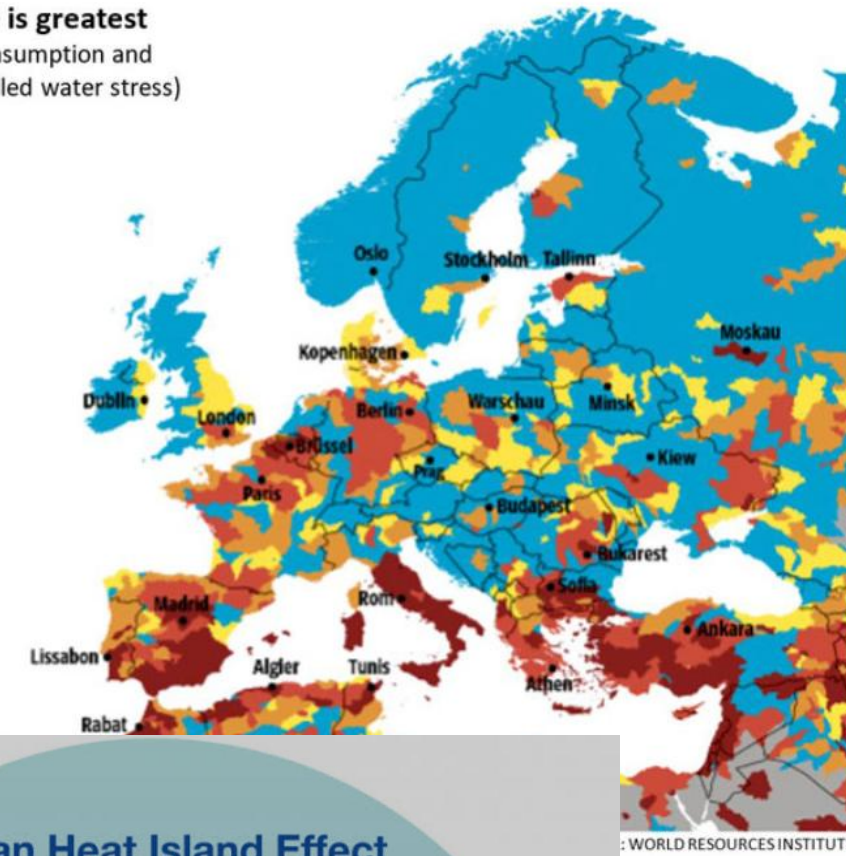 is greatest
nsumption and
led water stress)
Oslo
Stockholm
Tallinn
Moskau
Kopenhagen
Dublin
London
Berlin
Warschau
Minsk
Brüssel
Prag
Kiew
Paris
Budapest
Bukarest
Sofia
Madrid
Rom
Ankara
Lissabon
Algier
Tunis
Athen
Rabat
an Heat Island Effect
: WORLD RESOURCES INSTITUT